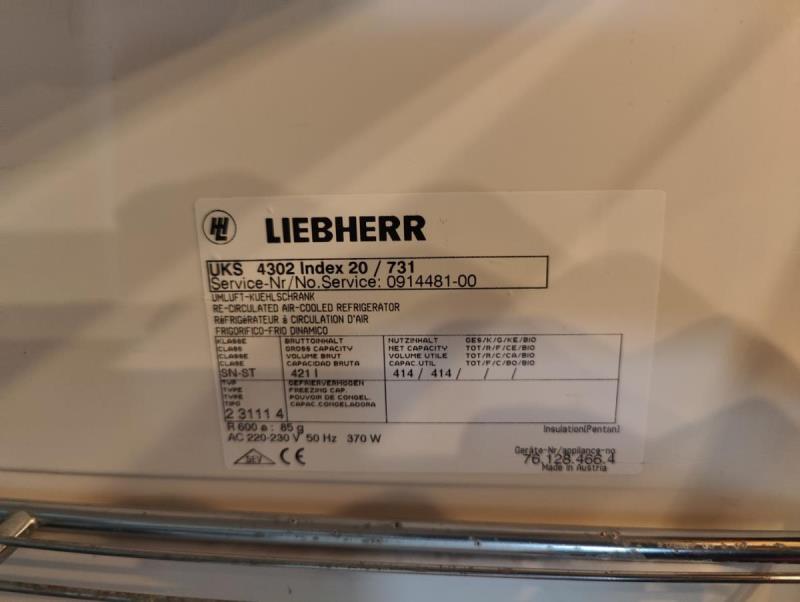 LIEBHERR
UKS 4302 Index 20 / 731
Service-Nr/No.Service: 0914481-00
UMLUFT-KUEHLSCHRANK
RE-CIRCULATED AIR-COOLED REFRIGERATOR
RéFRIGéRATEUR à CIRCULATION D'AIR
FRIGORIFICO-FRIO DINAMICO
KLASSE BRUTTOINHALT NUTZINHALT GES/K/G/KE/BIO
CLASS GROSS CAPACITY NET CAPACITY TOT/R/F/CE/BIO
CLASSE VOLUME BRUT VOLUME UTILE TOT/R/C/CA/BIO
CLASE CAPACIDAD BRUTA CAPAC.UTIL TOT/F/C/BO/BIO
SN-ST 421 l 414 / 414 / / /
TYP GEFRIERVERMOGEN
TYPE FREEZING CAP.
TYPE POUVOIR DE CONGEL.
TIPO CAPAC.CONGELADORA
2 3111 4
R 600 a : 85 g Insulation(Pentan)
AC 220-230 V 50 Hz 370 W
Geräte-Nr/appliance-no
76.128.466.4
SEV CE Made in Austria